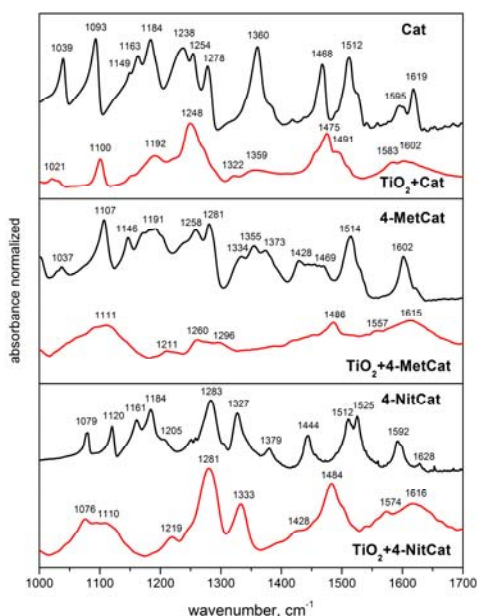 Cat
1039 1093 1149 1163 1184 1238 1254 1278 1360 1468 1512 1595 1619
1021 1100 1192 1248 1322 1359 1475 1491 1583 1602
TiO2+Cat
4-MetCat
1037 1107 1146 1191 1258 1281 1334 1355 1373 1428 1469 1514 1602
1111 1211 1260 1296 1486 1557 1615
TiO2+4-MetCat
4-NitCat
1079 1120 1161 1184 1205 1283 1327 1379 1444 1512 1525 1592 1628
1076 1110 1219 1281 1333 1428 1484 1574 1616
TiO2+4-NitCat
absorbance normalized
1000 1100 1200 1300 1400 1500 1600 1700
wavenumber, cm-1